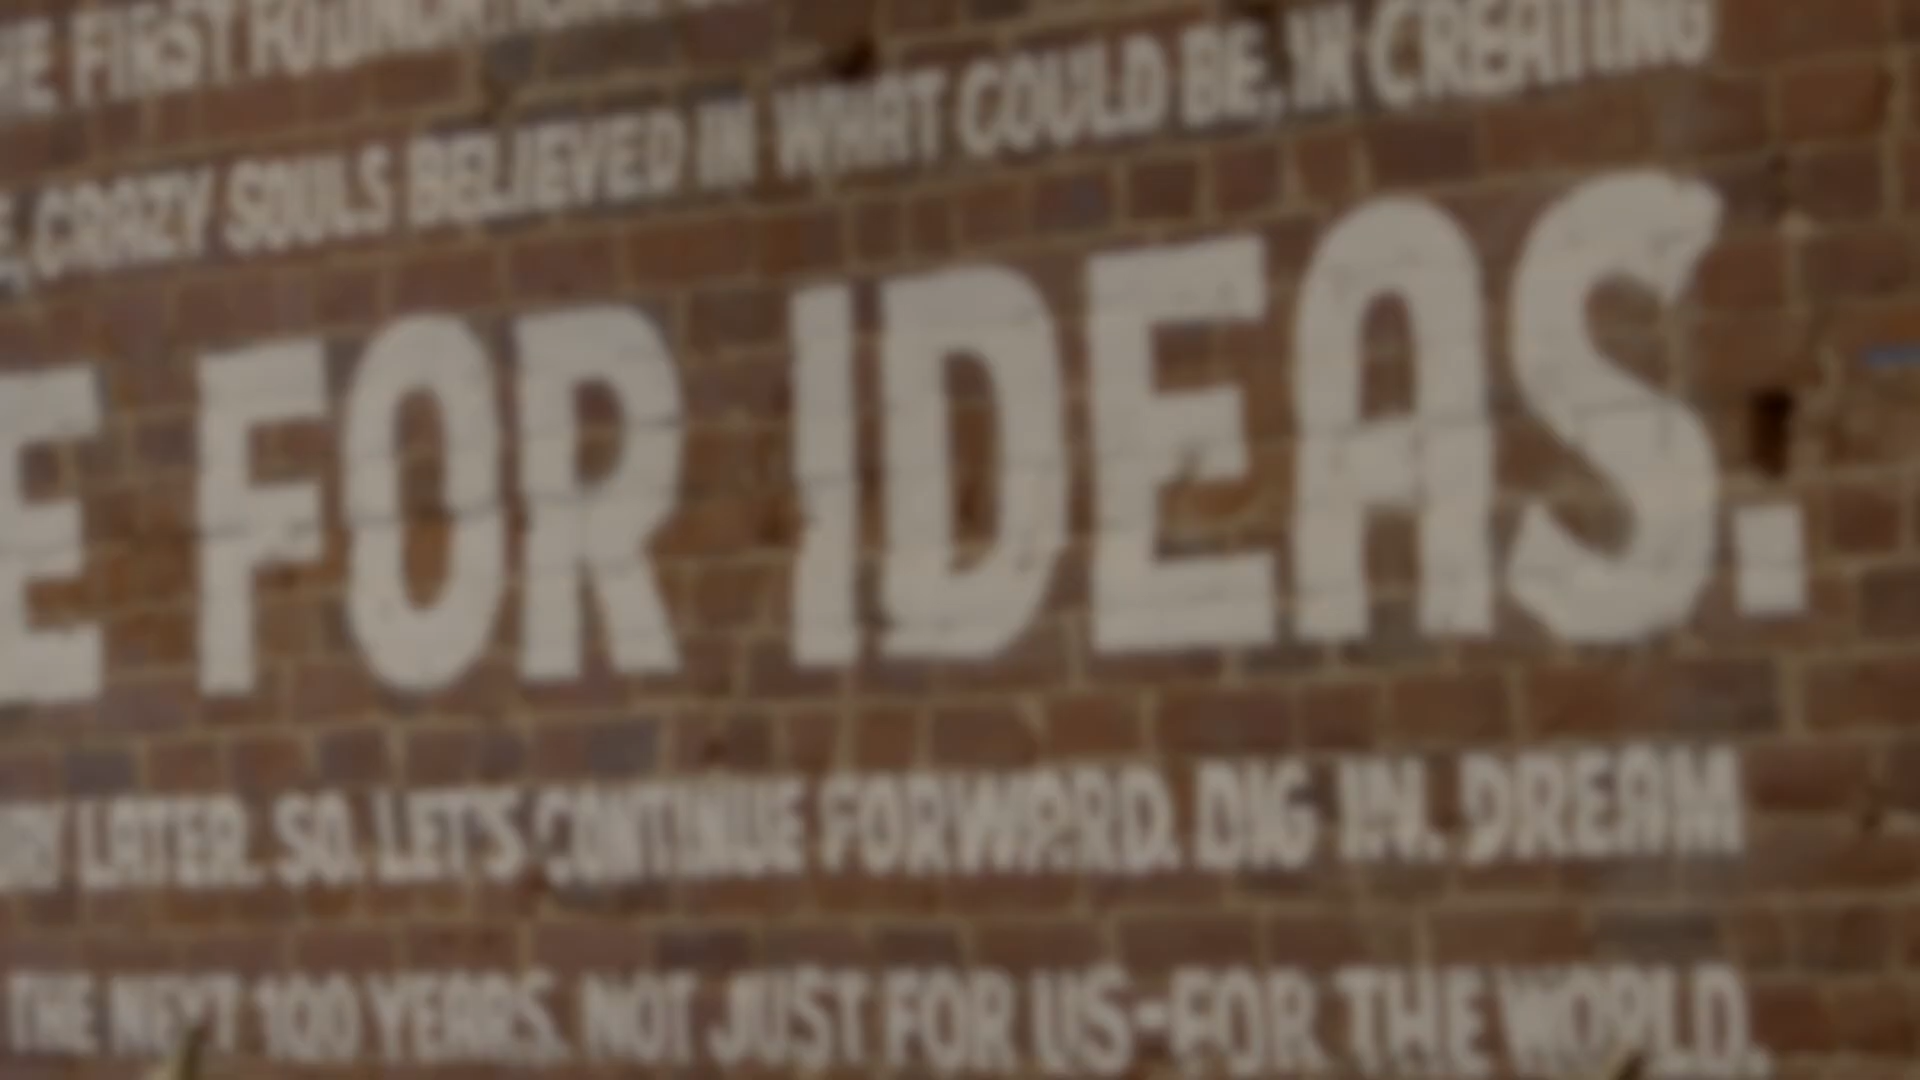 FIRST
CRAZY SOULS BELIEVED IN WHAT COULD BE, IN CREATING
FOR IDEAS.
LATER. SO, LET'S CONTINUE FORWARD. DIG IN. DREAM
THE NEXT 100 YEARS. NOT JUST FOR US-FOR THE WORLD.